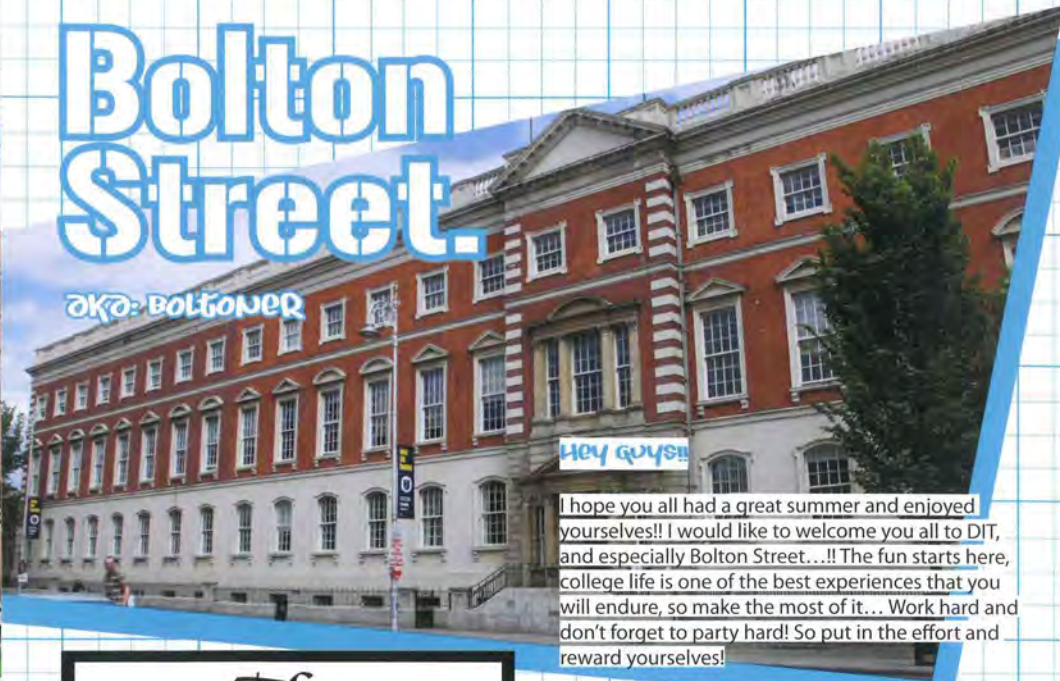 Bolton
Street.
aka: Boltoner
Hey guys!!
I hope you all had a great summer and enjoyed
yourselves!! I would like to welcome you all to DIT,
and especially Bolton Street...!! The fun starts here,
college life is one of the best experiences that you
will endure, so make the most of it... Work hard and
don't forget to party hard! So put in the effort and
reward yourselves!